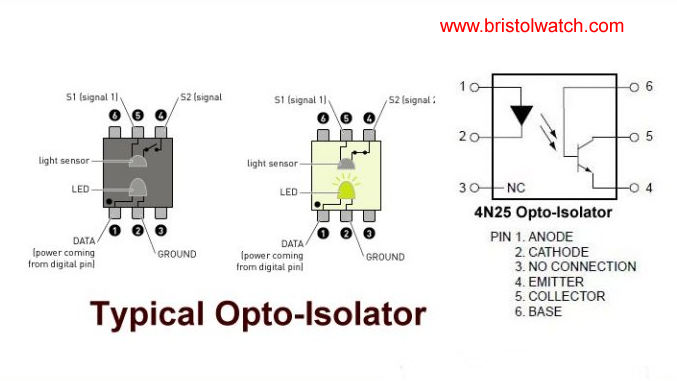 www.bristolwatch.com
S1 (signal 1)
S2 (signal
6 5 4
light sensor
LED
1 2 3
DATA
(power coming
from digital pin)
GROUND
S1 (signal 1)
S2 (signal
6 5 4
light sensor
LED
1 2 3
DATA
(power coming
from digital pin)
GROUND
1
2
3
NC
6
5
4
4N25 Opto-Isolator
PIN 1. ANODE
2. CATHODE
3. NO CONNECTION
4. EMITTER
5. COLLECTOR
6. BASE
Typical Opto-Isolator